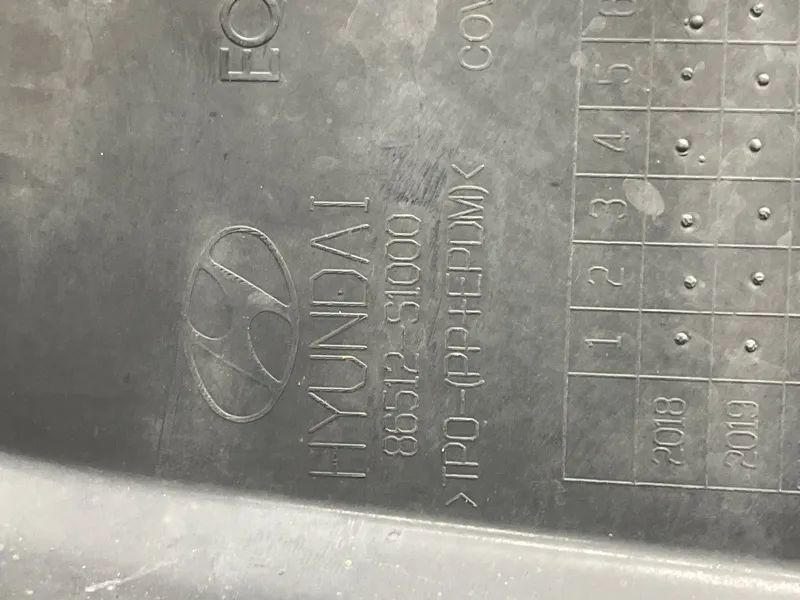 HYUNDAI
86512-S1000
>TPO-(PP+EPDM)<
1 2 3 4 5
2018
2019